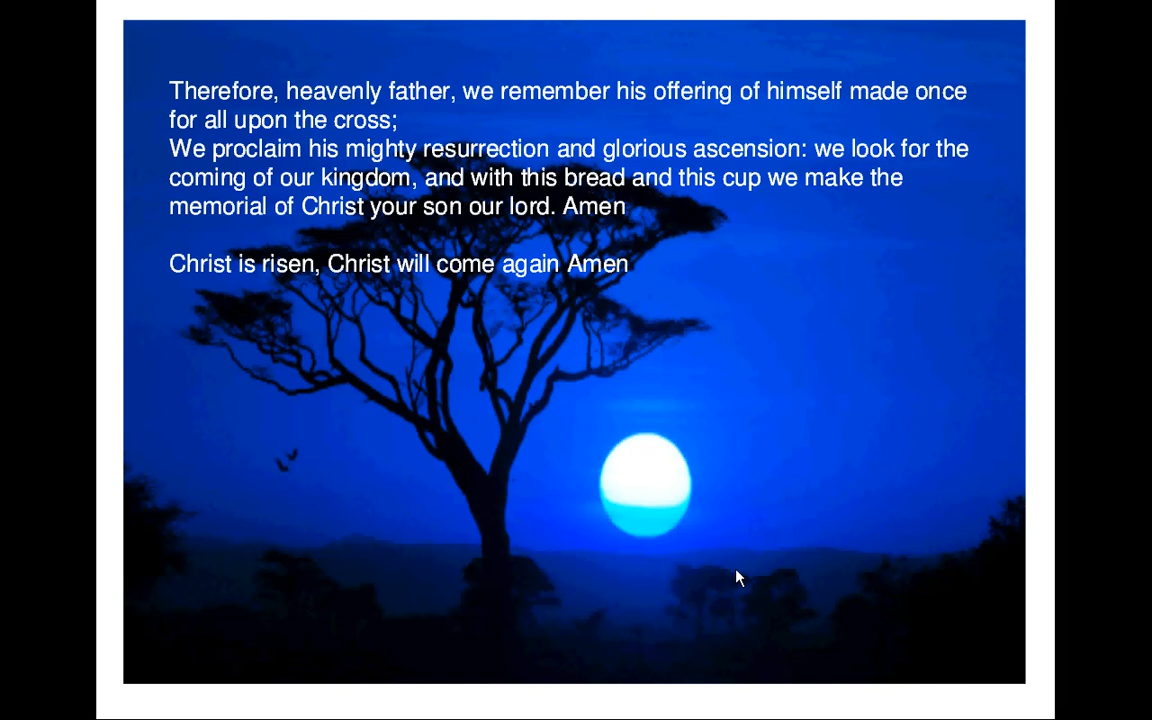 Therefore, heavenly father, we remember his offering of himself made once
for all upon the cross;
We proclaim his mighty resurrection and glorious ascension: we look for the
coming of our kingdom, and with this bread and this cup we make the
memorial of Christ your son our lord. Amen
Christ is risen, Christ will come again Amen